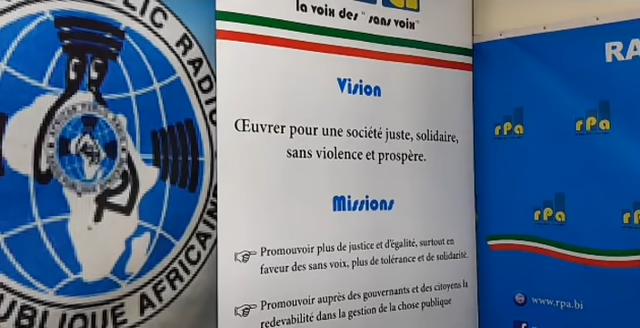 PUBLIC RADIO
PUBLIQUE AFRICAINE
la voix des "sans voix"
Vision
Œuvrer pour une société juste, solidaire,
sans violence et prospère.
Missions
Promouvoir plus de justice et d'égalité, surtout en
faveur des sans voix, plus de tolérance et de solidarité.
Promouvoir auprès des gouvernants et des citoyens la
redevabilité dans la gestion de la chose publique
RA
rPa
rPa
rPa
www.rpa.bi